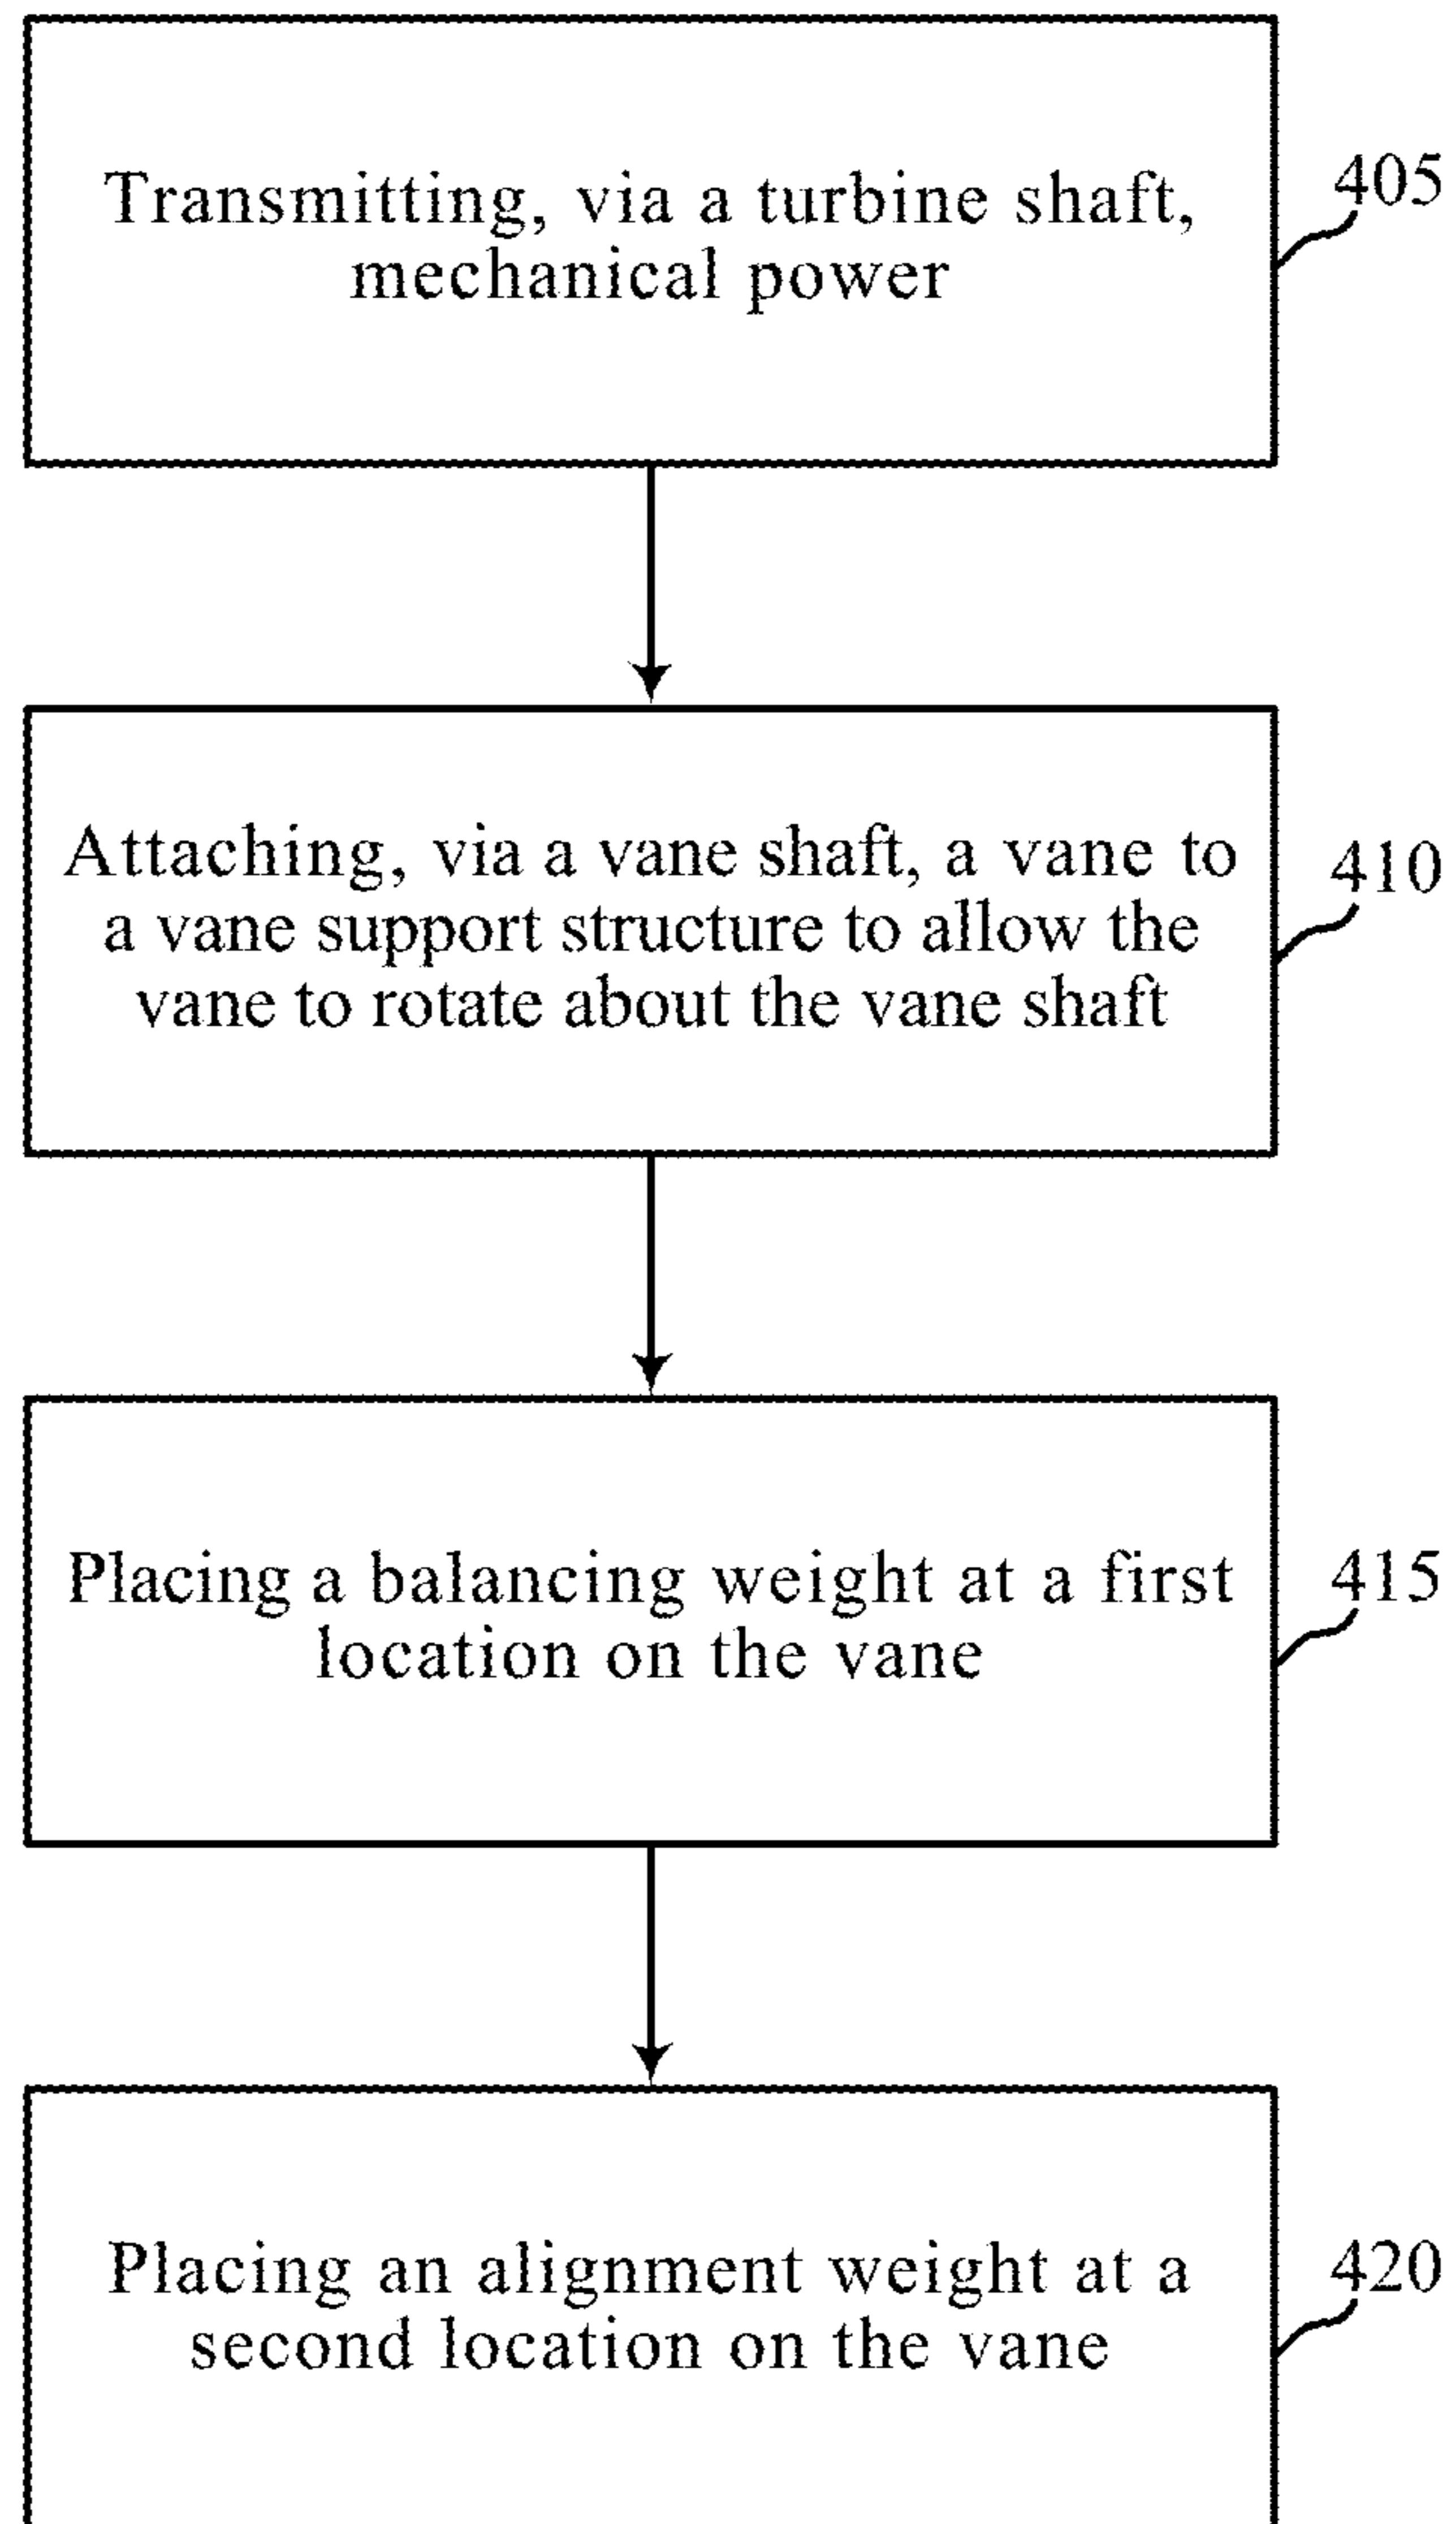 Transmitting, via a turbine shaft,
mechanical power
405
Attaching, via a vane shaft, a vane to
a vane support structure to allow the
vane to rotate about the vane shaft
410
Placing a balancing weight at a first
location on the vane
415
Placing an alignment weight at a
second location on the vane
420